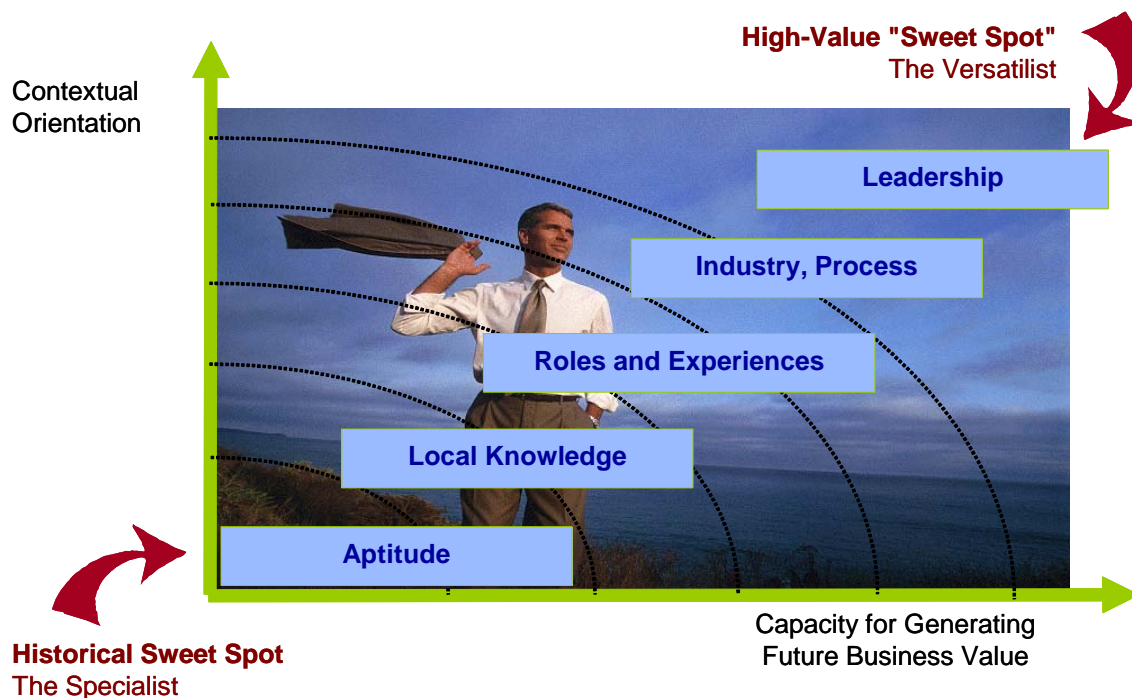 High-Value "Sweet Spot"
The Versatilist
Contextual
Orientation
Leadership
Industry, Process
Roles and Experiences
Local Knowledge
Aptitude
Capacity for Generating
Future Business Value
Historical Sweet Spot
The Specialist